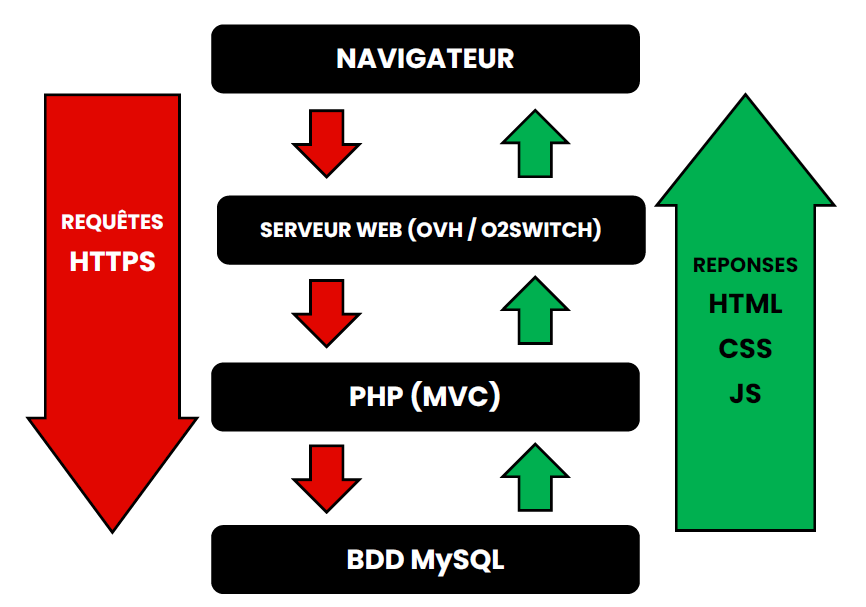 NAVIGATEUR
REQUÊTES
HTTPS
SERVEUR WEB (OVH / O2SWITCH)
PHP (MVC)
BDD MySQL
REPONSES
HTML
CSS
JS